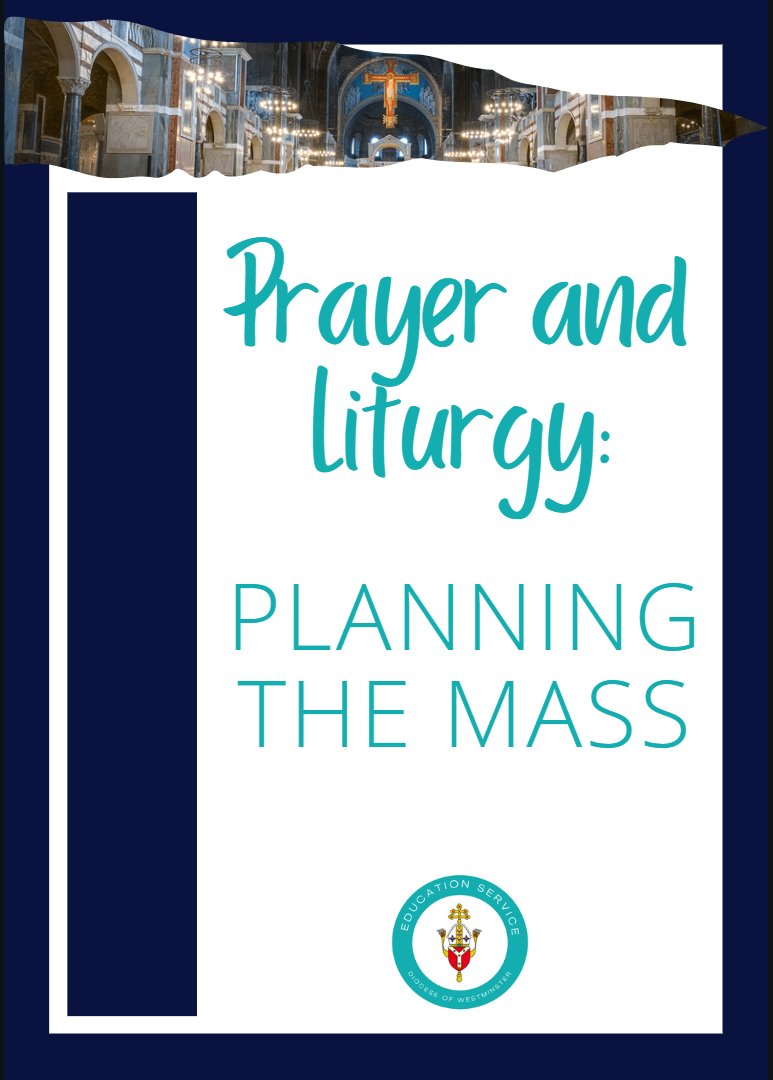 Prayer and
liturgy:
PLANNING
THE MASS
EDUCATION SERVICE
DIOCESE OF WESTMINSTER